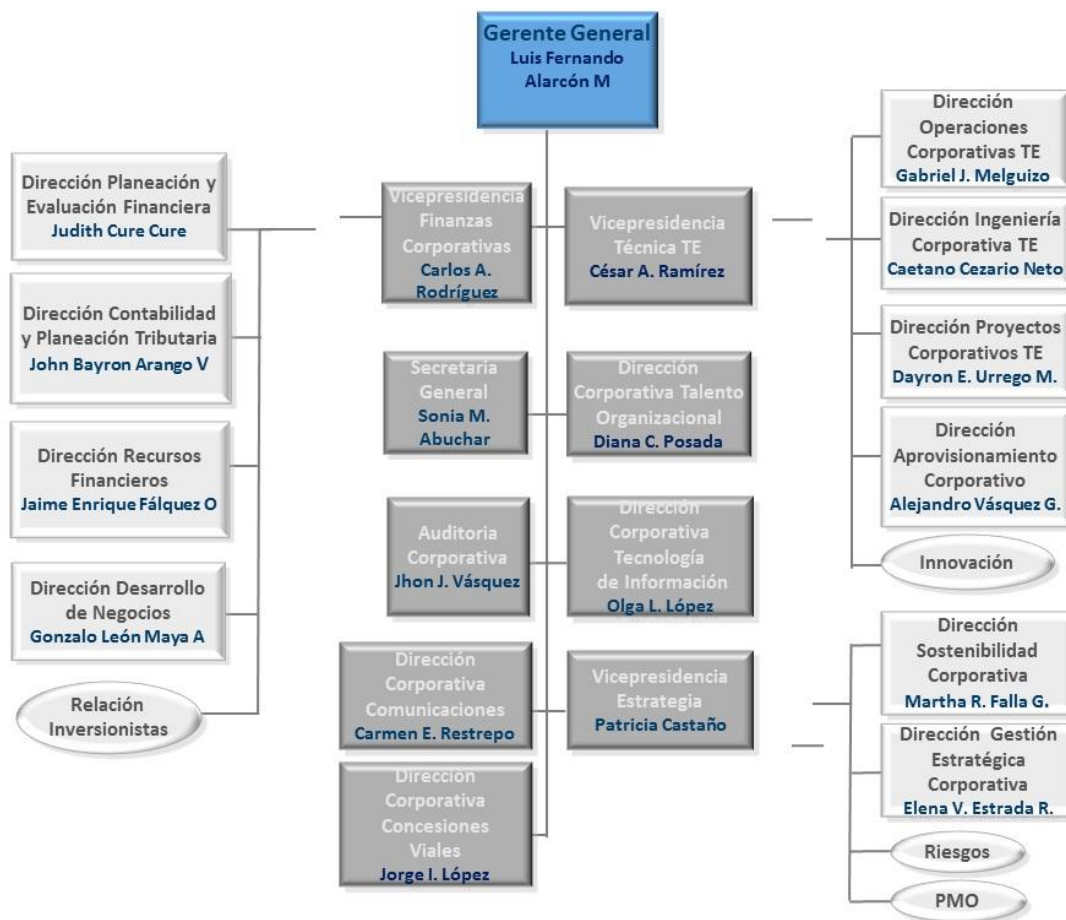 Gerente General
Luis Fernando
Alarcón M
Dirección Planeación y
Evaluación Financiera
Judith Cure Cure
Dirección Contabilidad
y Planeación Tributaria
John Bayron Arango V
Dirección Recursos
Financieros
Jaime Enrique Fálquez O
Dirección Desarrollo
de Negocios
Gonzalo León Maya A
Relación
Inversionistas
Vicepresidencia
Finanzas
Corporativas
Carlos A.
Rodríguez
Vicepresidencia
Técnica TE
César A. Ramírez
Secretaria
General
Sonia M.
Abuchar
Dirección
Corporativa Talento
Organizacional
Diana C. Posada
Auditoria
Corporativa
Jhon J. Vásquez
Dirección
Corporativa
Tecnología
de Información
Olga L. López
Dirección
Corporativa
Comunicaciones
Carmen E. Restrepo
Vicepresidencia
Estrategia
Patricia Castaño
Dirección
Corporativa
Concesiones
Viales
Jorge I. López
Dirección
Operaciones
Corporativas TE
Gabriel J. Melguizo
Dirección Ingeniería
Corporativa TE
Caetano Cezario Neto
Dirección Proyectos
Corporativos TE
Dayron E. Urrego M.
Dirección
Aprovisionamiento
Corporativo
Alejandro Vásquez G.
Innovación
Dirección
Sostenibilidad
Corporativa
Martha R. Falla G.
Dirección Gestión
Estratégica
Corporativa
Elena V. Estrada R.
Riesgos
PMO